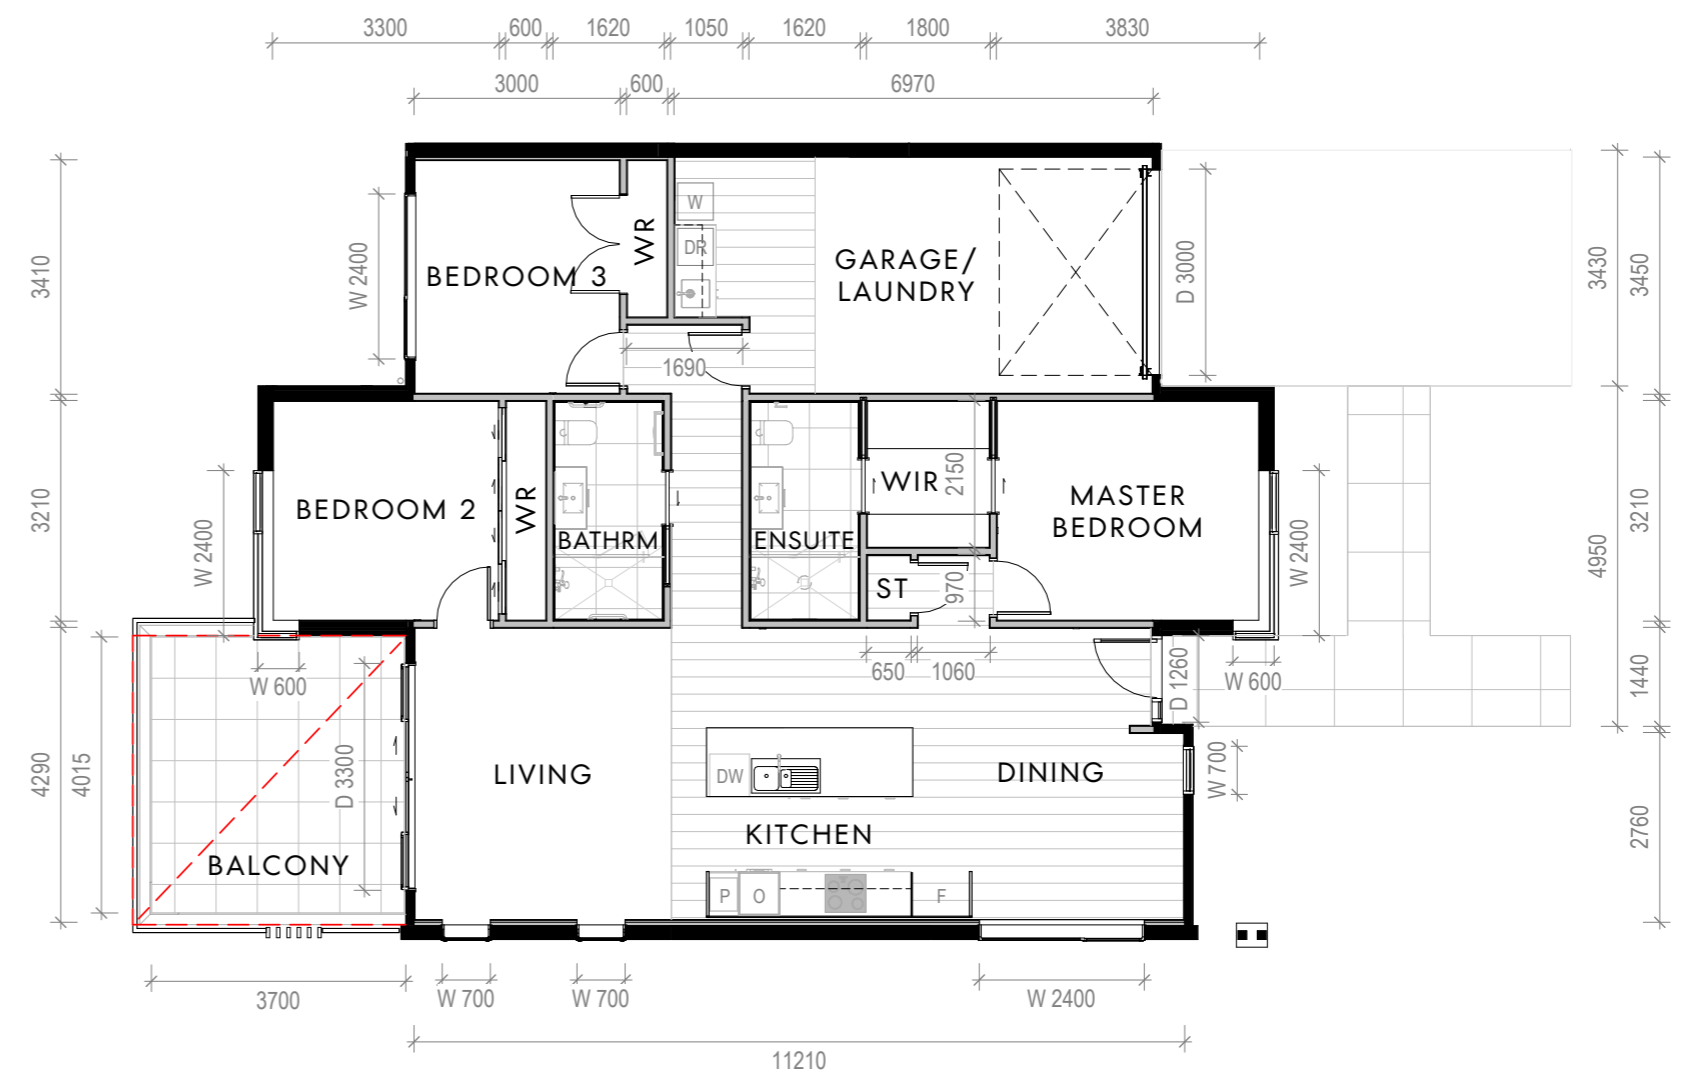 3300 600 1620 1050 1620 1800 3830
3000 600 6970
3410
W 2400
BEDROOM 3
WR
W
DR
GARAGE/
LAUNDRY
D 3000
3430
3450
1690
3210
W 2400
BEDROOM 2
WR
BATHRM
ENSUITE
WIR
2150
MASTER
BEDROOM
W 2400
4950
3210
ST
970
W 600
650
1060
D 1260
W 600
1440
4290
4015
D 3300
LIVING
DW
DINING
W 700
KITCHEN
2760
BALCONY
P
O
F
3700
W 700
W 700
W 2400
11210